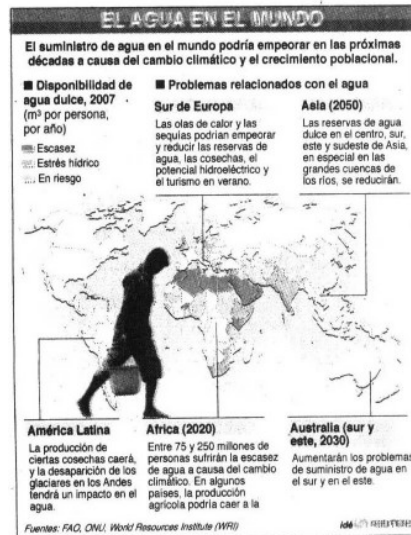 EL AGUA EN EL MUNDO
El suministro de agua en el mundo podría empeorar en las próximas
décadas a causa del cambio climático y el crecimiento poblacional.
■ Disponibilidad de
agua dulce, 2007
(m³ por persona,
por año)
Escasez
Estrés hídrico
En riesgo
■ Problemas relacionados con el agua
Sur de Europa
Las olas de calor y las
sequias podrían empeorar
y reducir las reservas de
agua, las cosechas, el
potencial hidroeléctrico y
el turismo en verano.
Asia (2050)
Las reservas de agua
dulce en el centro, sur,
este y sudeste de Asia,
en especial en las
grandes cuencas de
los ríos, se reducirán.
América Latina
La producción de
ciertas cosechas caerá,
y la desaparición de los
glaciares en los Andes
tendrá un impacto en el
agua.
Africa (2020)
Entre 75 y 250 millones de
personas sufrirán la escasez
de agua a causa del cambio
climático. En algunos
países, la producción
agrícola podría caer a la
Australia (sur y
este, 2030)
Aumentarán los problemas
de suministro de agua en
el sur y en el este.
Fuentes: FAO, ONU, World Resources Institute (WRI)
REUTERS